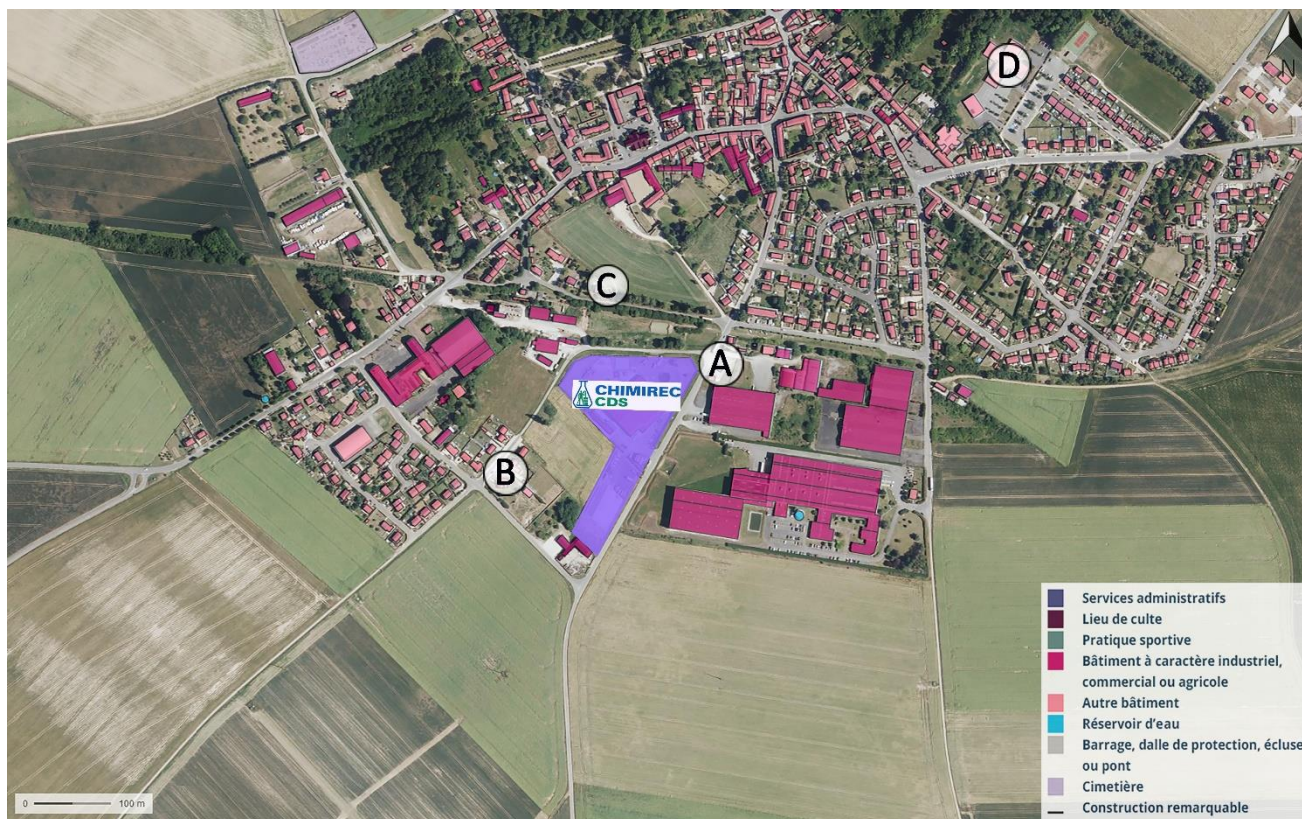 N
D
C
A
CHIMIREC
CDS
B
Services administratifs
Lieu de culte
Pratique sportive
Bâtiment à caractère industriel,
commercial ou agricole
Autre bâtiment
Réservoir d'eau
Barrage, dalle de protection, écluse
ou pont
Cimetière
Construction remarquable
0 100 m